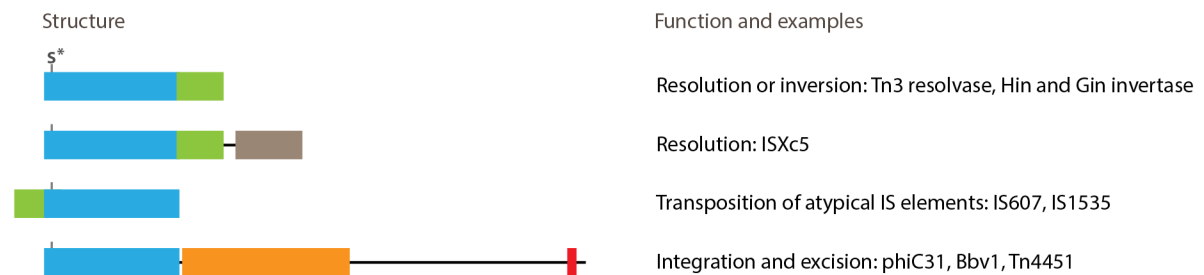 Structure
Function and examples
s*
Resolution or inversion: Tn3 resolvase, Hin and Gin invertase
Resolution: ISXc5
Transposition of atypical IS elements: IS607, IS1535
Integration and excision: phiC31, Bbv1, Tn4451